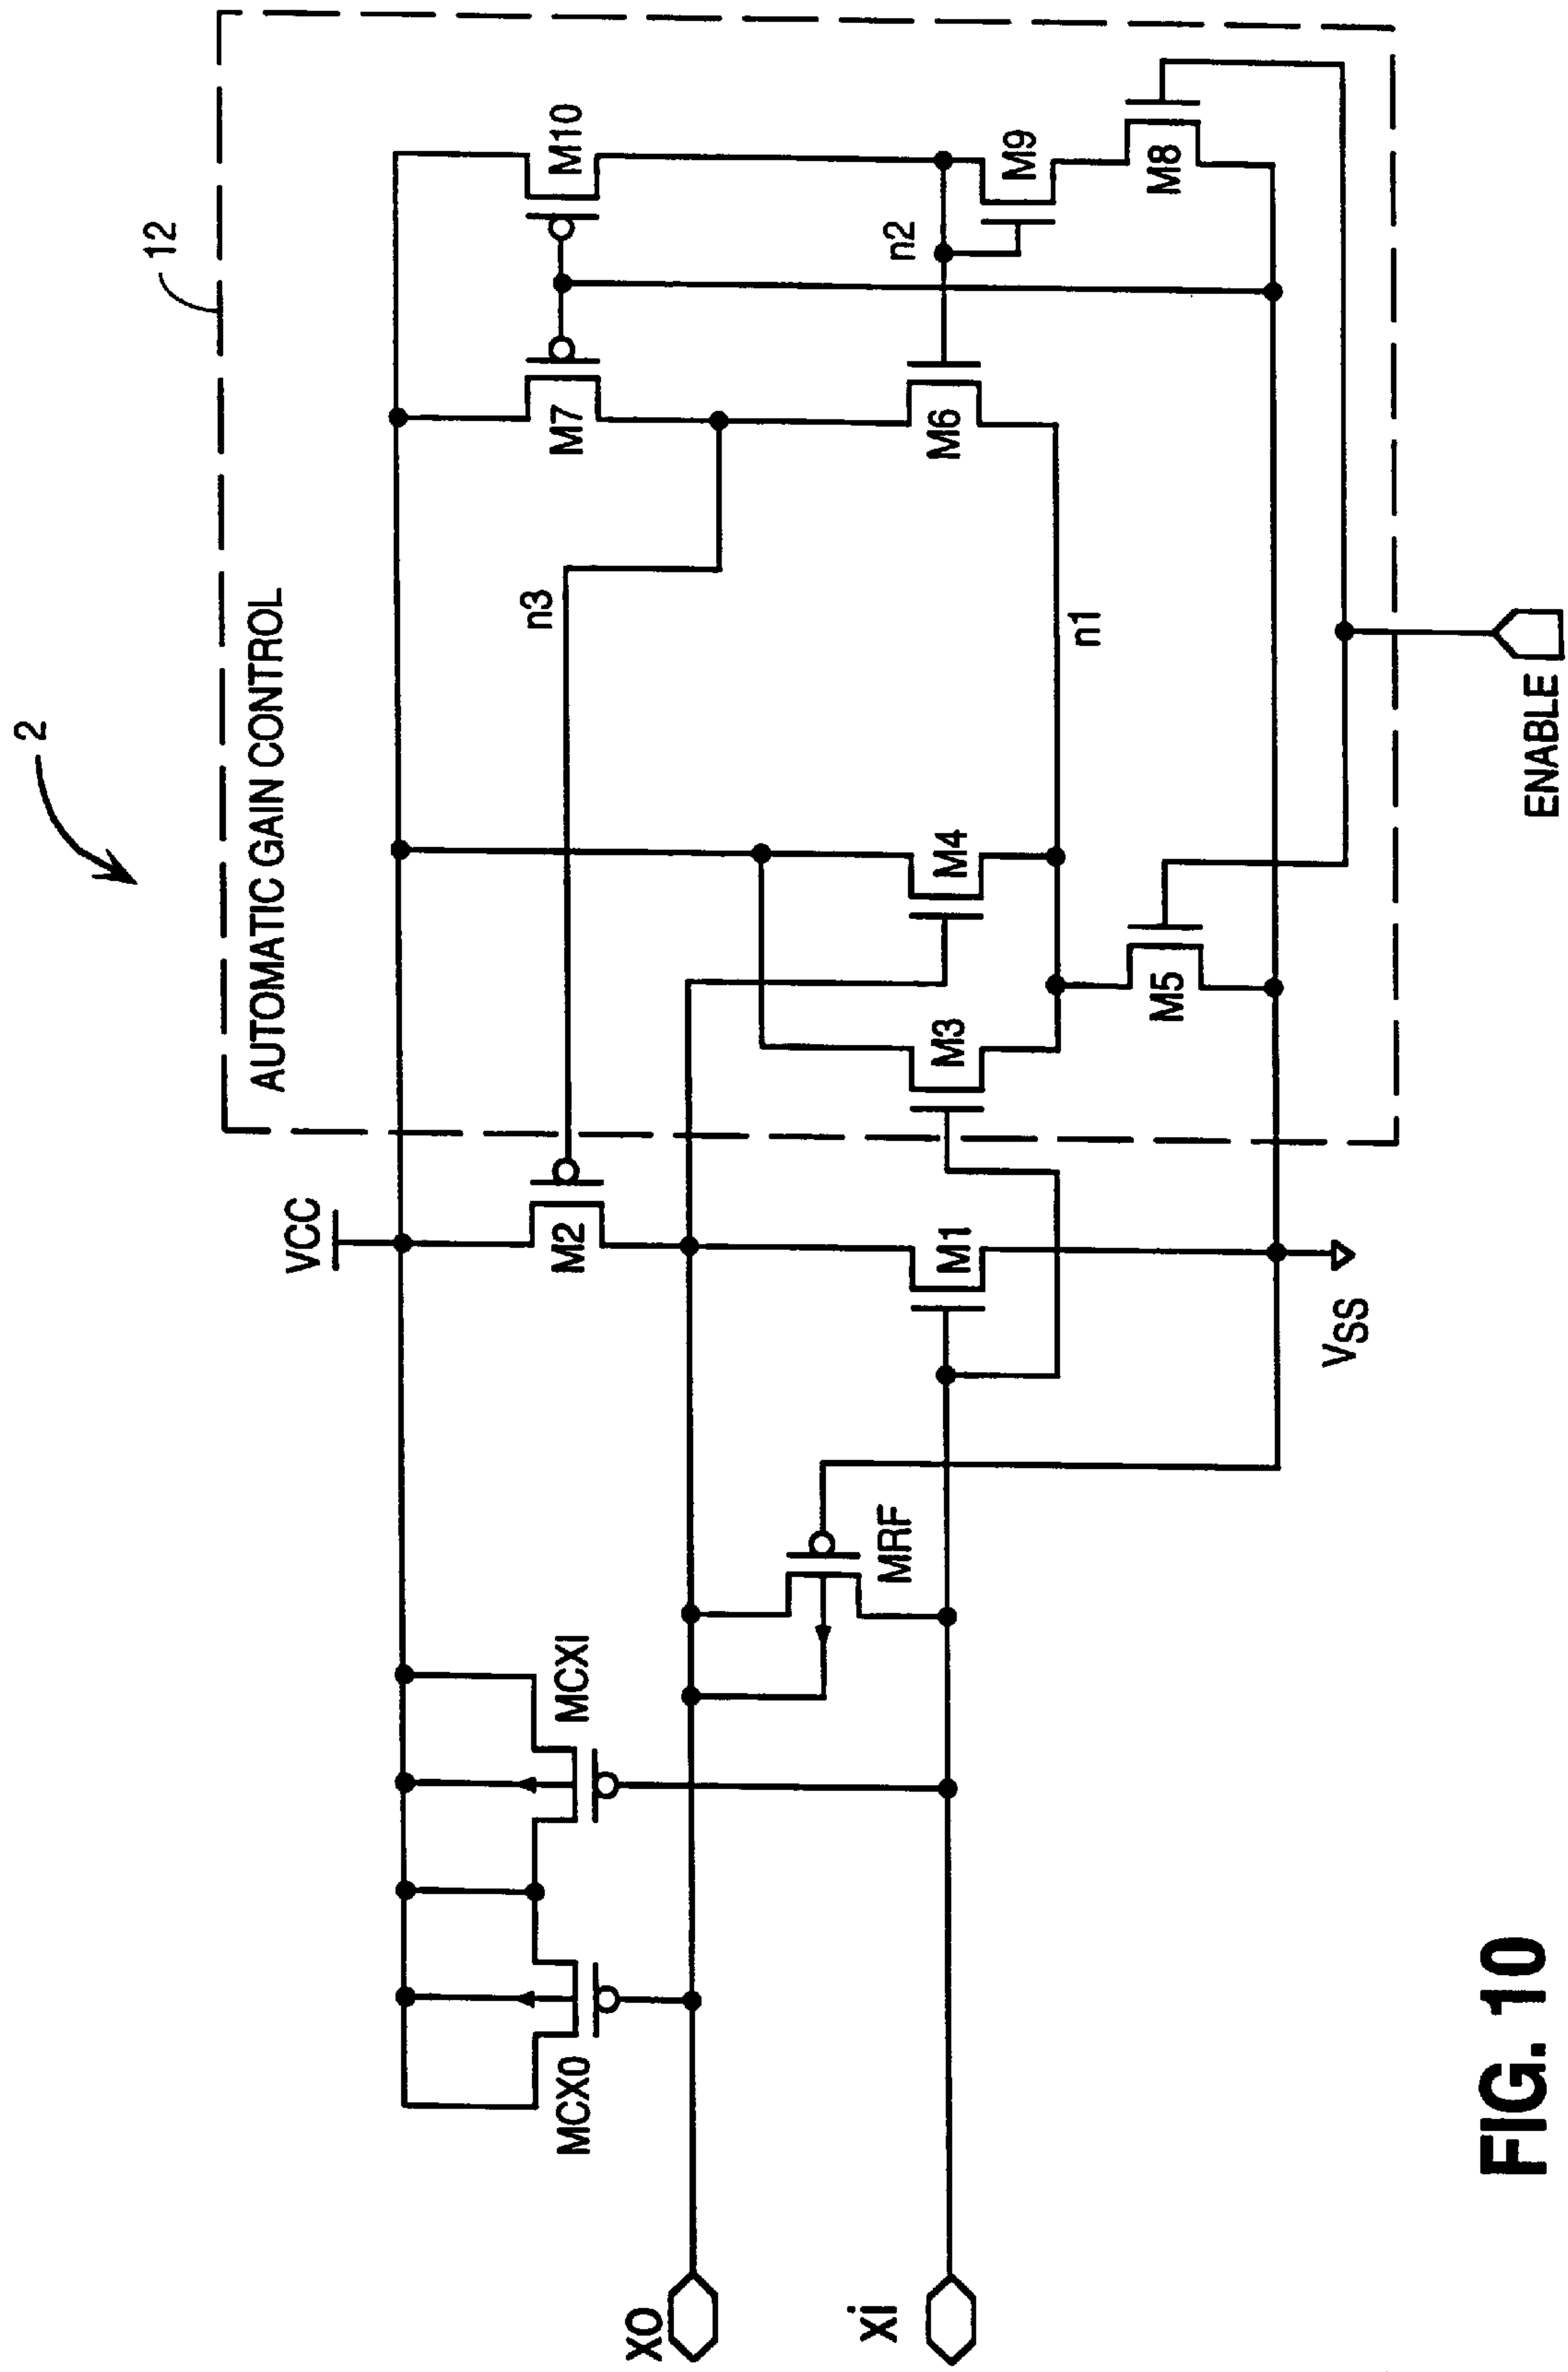 2
12
AUTOMATIC GAIN CONTROL
VCC
n3
M10
M7
M2
MCXI
MCX0
n2
M9
M6
M4
M3
M1
MRF
XO
n1
M8
M5
XI
VSS
ENABLE
FIG. 10